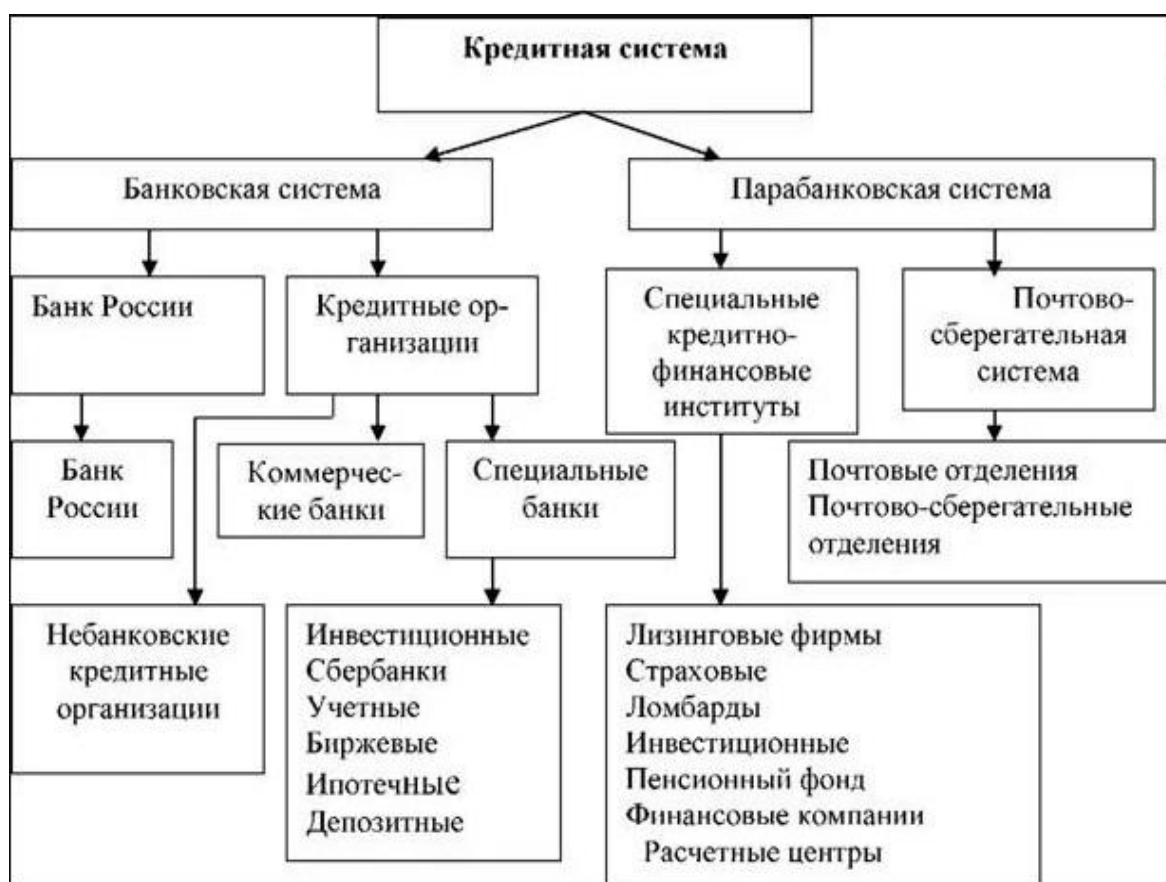 Кредитная система
Банковская система
Парабанковская система
Банк России
Кредитные ор-
ганизации
Специальные
кредитно-
финансовые
институты
Почтово-
сберегательная
система
Банк
России
Коммерчес-
кие банки
Специальные
банки
Почтовые отделения
Почтово-сберегательные
отделения
Небанковские
кредитные
организации
Инвестиционные
Сбербанки
Учетные
Биржевые
Ипотечные
Депозитные
Лизинговые фирмы
Страховые
Ломбарды
Инвестиционные
Пенсионный фонд
Финансовые компании
Расчетные центры